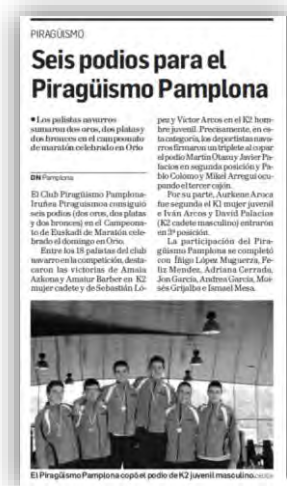 PIRAGÜISMO
Seis podios para el
Piragüismo Pamplona
● Los palistas navarros
sumaron dos oros, dos platas y
dos bronces en el campeonato
de maratón celebrado en Orio
DN Pamplona
El Club Piragüismo Pamplona-
Iruñea Piraguismoa consiguió
seis podios (dos oros, dos platas
y dos bronces) en el Campeona-
to de Euskadi de Maratón cele-
brado el domingo en Orio.
Entre los 18 palistas del club
navarro en la competición, desta-
caron las victorias de Amaia
Azkona y Amaiur Barber en K2
mujer cadete y de Sebastián Ló-
pez y Víctor Arcos en el K2 hom-
bre juvenil. Precisamente, en es-
ta categoría, los deportistas nava-
rros firmaron un triplete al copar
el podio Martín Otazu y Javier Pa-
lacios en segunda posición y Pa-
blo Colomo y Mikel Arregui ocu-
pando el tercer cajón.
Por su parte, Aurkene Aroca
fue segunda el K1 mujer juvenil
e Iván Arcos y David Palacios
(K2 cadete masculino) entraron
en 3ª posición.
La participación del Pira-
güismo Pamplona se completó
con Íñigo López Muguerza, Fe-
liz Mendez, Adriana Cerrada,
Jon García, Andrea García, Moi-
sés Grijalbo e Ismael Mesa.
El Piragüismo Pamplona copó el podio de K2 juvenil masculino.